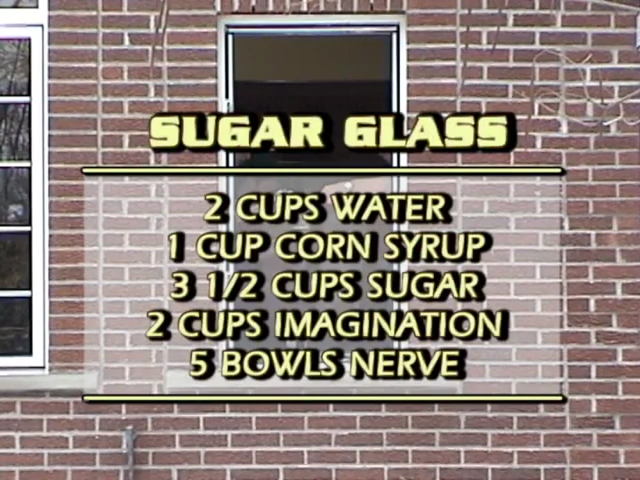 SUGAR GLASS
2 CUPS WATER
1 CUP CORN SYRUP
3 1/2 CUPS SUGAR
2 CUPS IMAGINATION
5 BOWLS NERVE